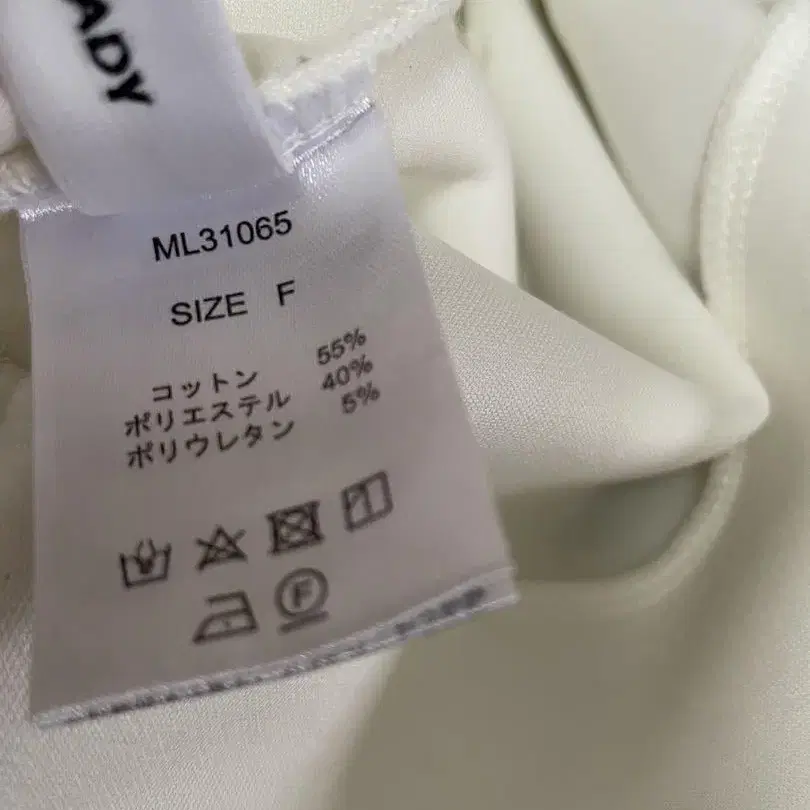 ADY
ML31065
SIZE F
コットン 55%
ポリエステル 40%
ポリウレタン 5%
F